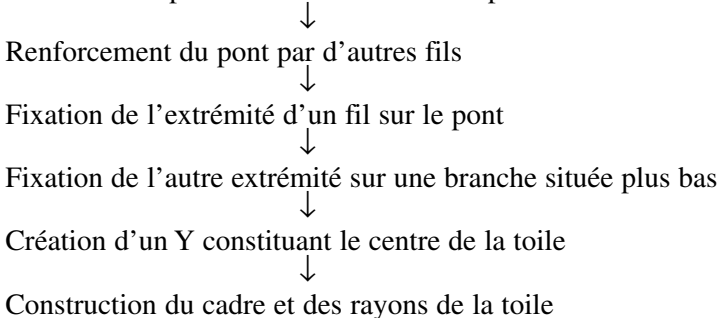 ↓
Renforcement du pont par d’autres fils
↓
Fixation de l’extrémité d’un fil sur le pont
↓
Fixation de l’autre extrémité sur une branche située plus bas
↓
Création d’un Y constituant le centre de la toile
↓
Construction du cadre et des rayons de la toile